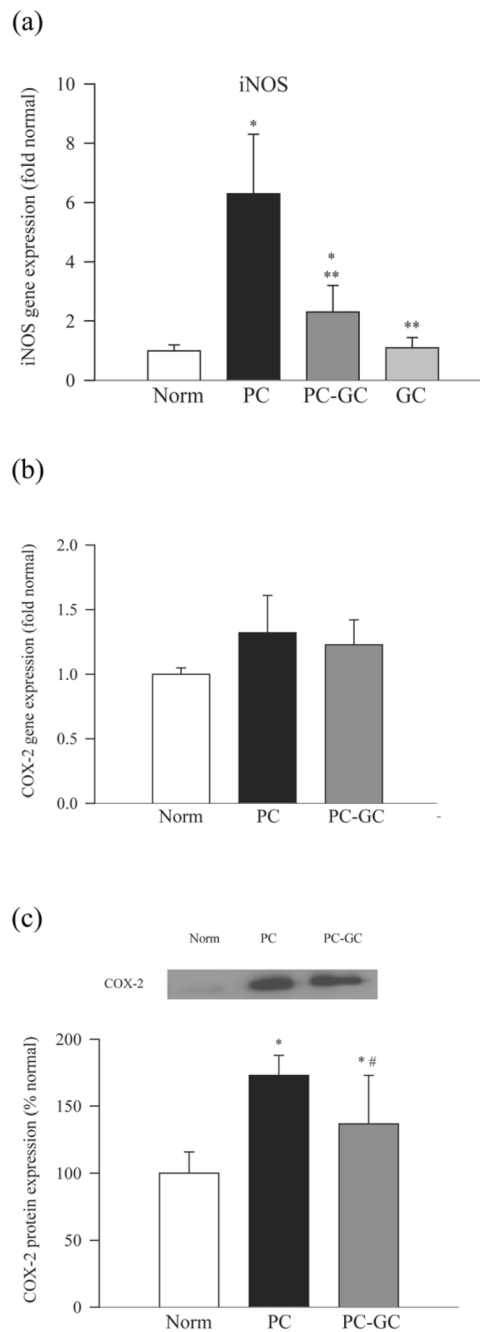 (a)
iNOS
iNOS gene expression (fold normal)
10
8
6
4
2
0
*
*
**
**
Norm PC PC-GC GC
(b)
COX-2 gene expression (fold normal)
2.0
1.5
1.0
0.5
0.0
Norm PC PC-GC
(c)
Norm PC PC-GC
COX-2
COX-2 protein expression (% normal)
200
150
100
50
0
*
* #
Norm PC PC-GC